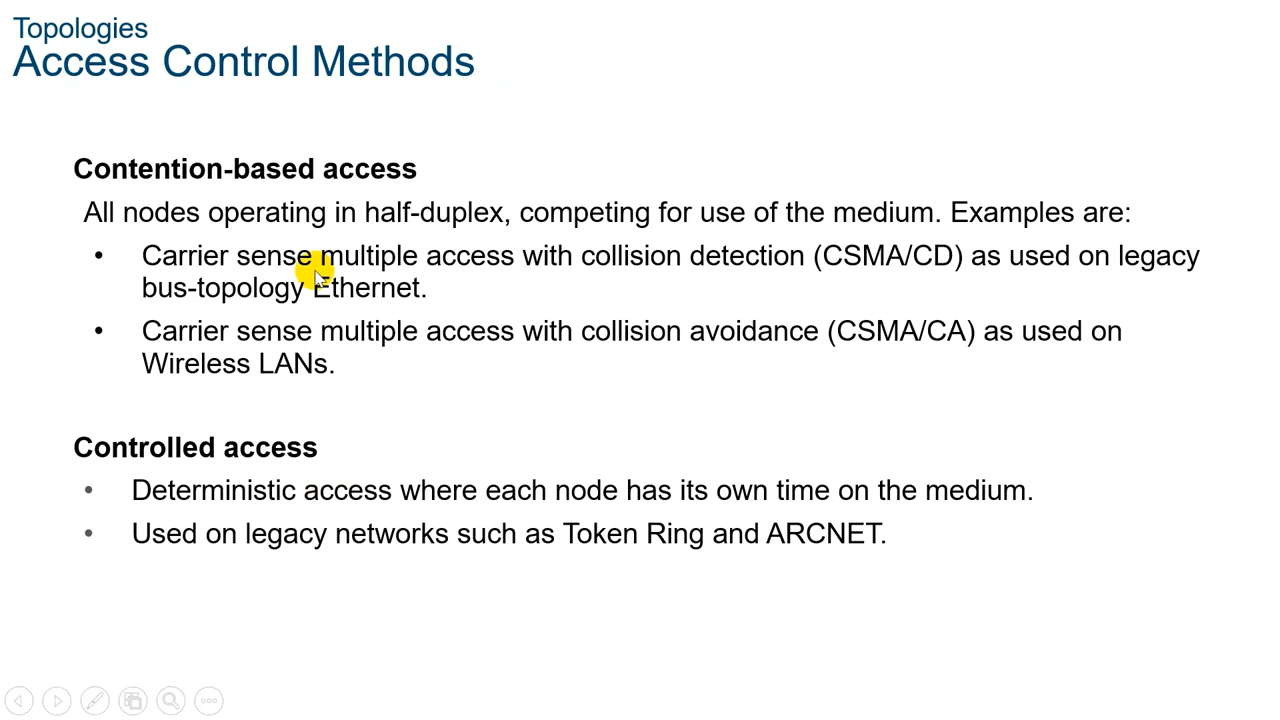 Topologies
Access Control Methods
Contention-based access
All nodes operating in half-duplex, competing for use of the medium. Examples are:
• Carrier sense multiple access with collision detection (CSMA/CD) as used on legacy
bus-topology Ethernet.
• Carrier sense multiple access with collision avoidance (CSMA/CA) as used on
Wireless LANs.
Controlled access
• Deterministic access where each node has its own time on the medium.
• Used on legacy networks such as Token Ring and ARCNET.